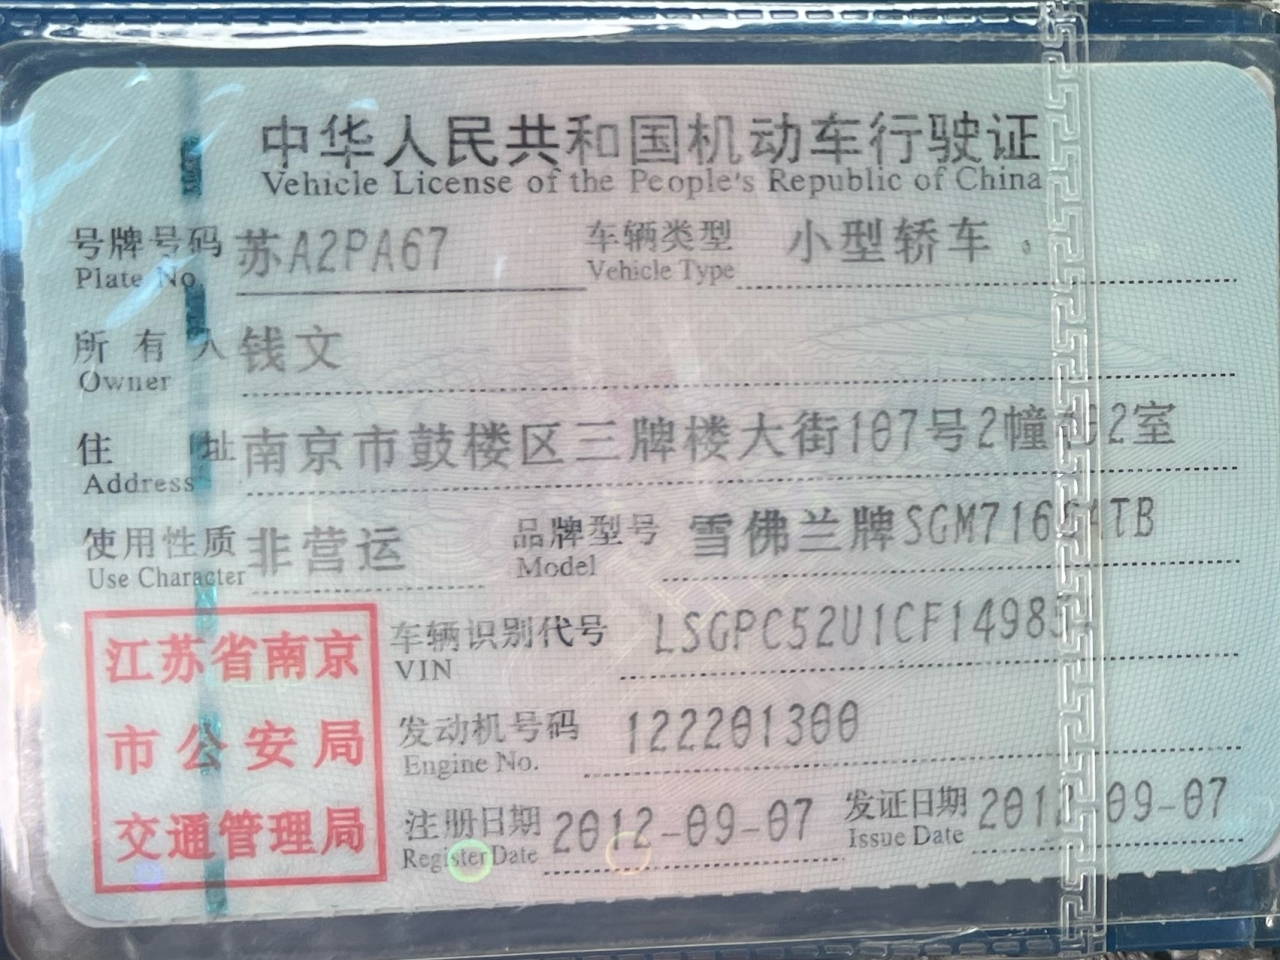 中华人民共和国机动车行驶证
Vehicle License of the People's Republic of China
号牌号码 苏A2PA67 车辆类型 小型轿车
Plate No. Vehicle Type
所有人 钱文
Owner
住址 南京市鼓楼区三牌楼大街107号2幢
Address
使用性质 非营运 品牌型号 雪佛兰牌
Use Character Model
江苏省南京
市公安局
交通管理局
车辆识别代号
VIN
发动机号码 122201300
Engine No.
注册日期 2012-09-07 发证日期 2012-09-07
Register Date Issue Date